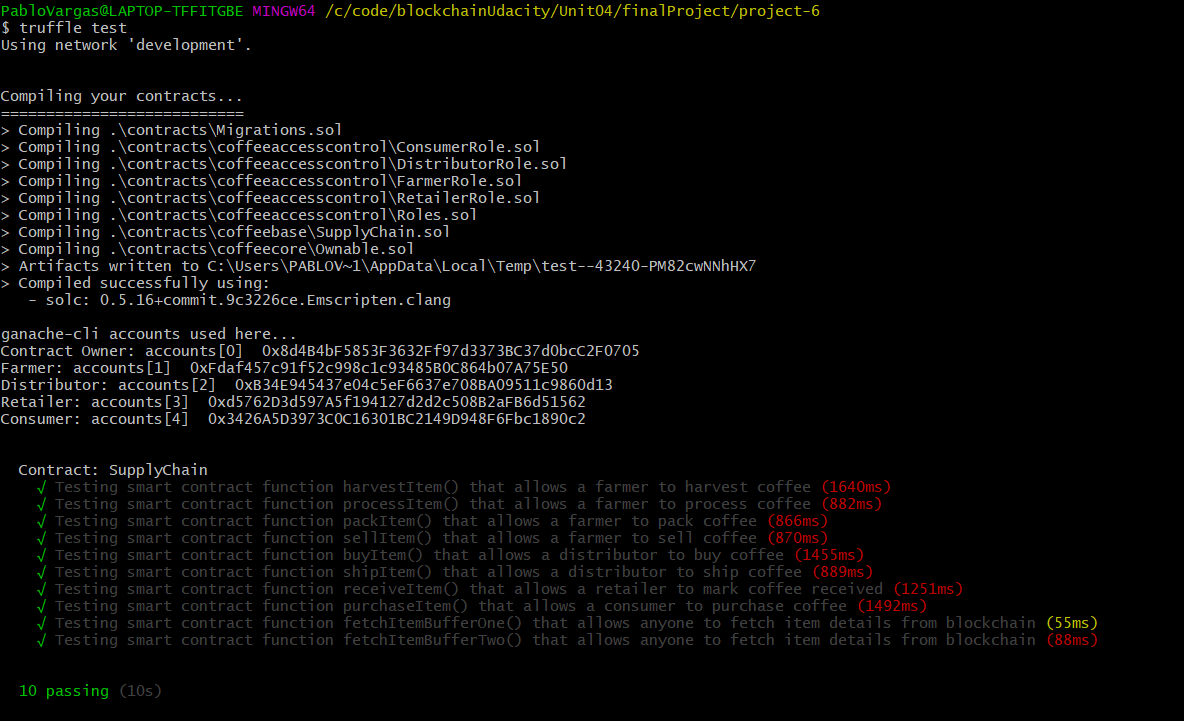 PabloVargas@LAPTOP-TFFITGBE MINGW64 /c/code/blockchainUdacity/Unit04/finalProject/project-6
$ truffle test
Using network 'development'.
Compiling your contracts...
===========================
> Compiling .\contracts\Migrations.sol
> Compiling .\contracts\coffeeaccesscontrol\ConsumerRole.sol
> Compiling .\contracts\coffeeaccesscontrol\DistributorRole.sol
> Compiling .\contracts\coffeeaccesscontrol\FarmerRole.sol
> Compiling .\contracts\coffeeaccesscontrol\RetailerRole.sol
> Compiling .\contracts\coffeeaccesscontrol\Roles.sol
> Compiling .\contracts\coffeebase\SupplyChain.sol
> Compiling .\contracts\coffeecore\Ownable.sol
> Artifacts written to C:\Users\PABLOV~1\AppData\Local\Temp\test--43240-PM82cwNNhHX7
> Compiled successfully using:
   - solc: 0.5.16+commit.9c3226ce.Emscripten.clang
ganache-cli accounts used here...
Contract Owner: accounts[0]  0x8d4B4bF5853F3632Ff97d3373BC37d0bcC2F0705
Farmer: accounts[1]  0xFdaf457c91f52c998c1c93485B0C864b07A75E50
Distributor: accounts[2]  0xB34E945437e04c5eF6637e708BA09511c9860d13
Retailer: accounts[3]  0xd5762D3d597A5f194127d2d2c508B2aFB6d51562
Consumer: accounts[4]  0x3426A5D3973C0C16301BC2149D948F6Fbc1890c2
  Contract: SupplyChain
    √ Testing smart contract function harvestItem() that allows a farmer to harvest coffee (1640ms)
    √ Testing smart contract function processItem() that allows a farmer to process coffee (882ms)
    √ Testing smart contract function packItem() that allows a farmer to pack coffee (866ms)
    √ Testing smart contract function sellItem() that allows a farmer to sell coffee (870ms)
    √ Testing smart contract function buyItem() that allows a distributor to buy coffee (1455ms)
    √ Testing smart contract function shipItem() that allows a distributor to ship coffee (889ms)
    √ Testing smart contract function receiveItem() that allows a retailer to mark coffee received (1251ms)
    √ Testing smart contract function purchaseItem() that allows a consumer to purchase coffee (1492ms)
    √ Testing smart contract function fetchItemBufferOne() that allows anyone to fetch item details from blockchain (55ms)
    √ Testing smart contract function fetchItemBufferTwo() that allows anyone to fetch item details from blockchain (88ms)
  10 passing (10s)